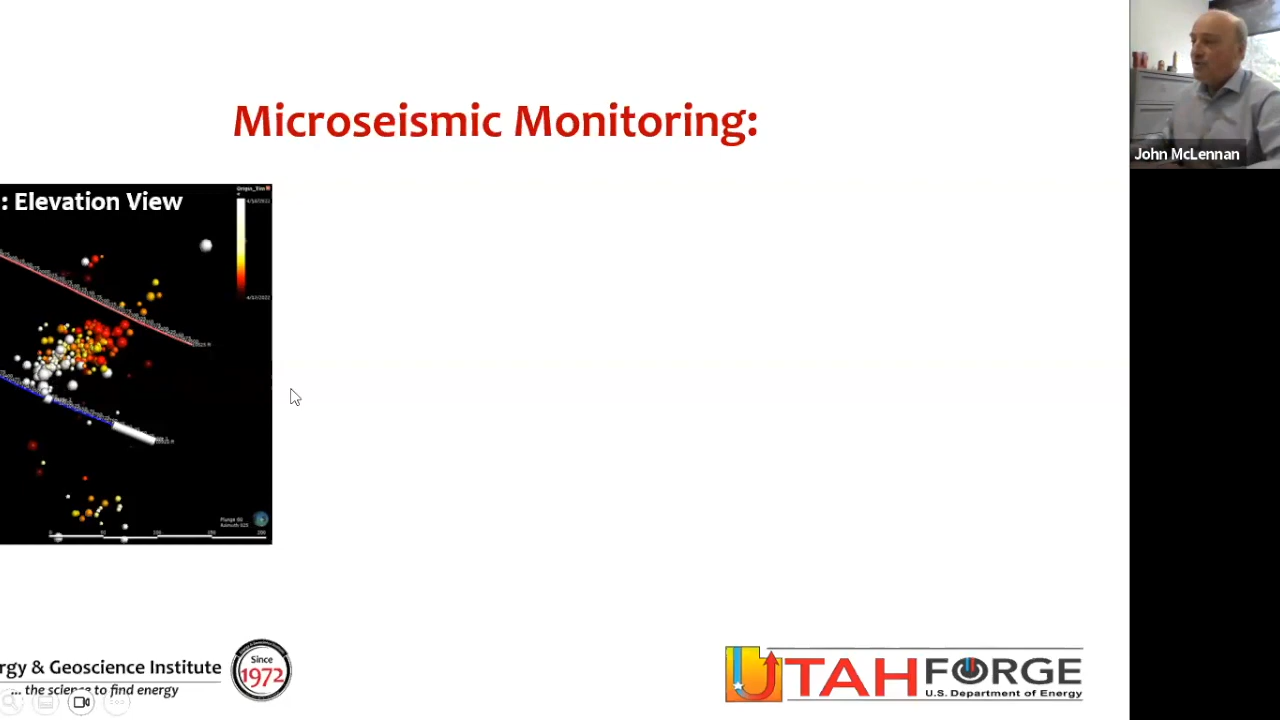 Microseismic Monitoring:
John McLennan
: Elevation View
rgy & Geoscience Institute
... the science to find energy
Since
1972
UTAH FORGE
U.S. Department of Energy